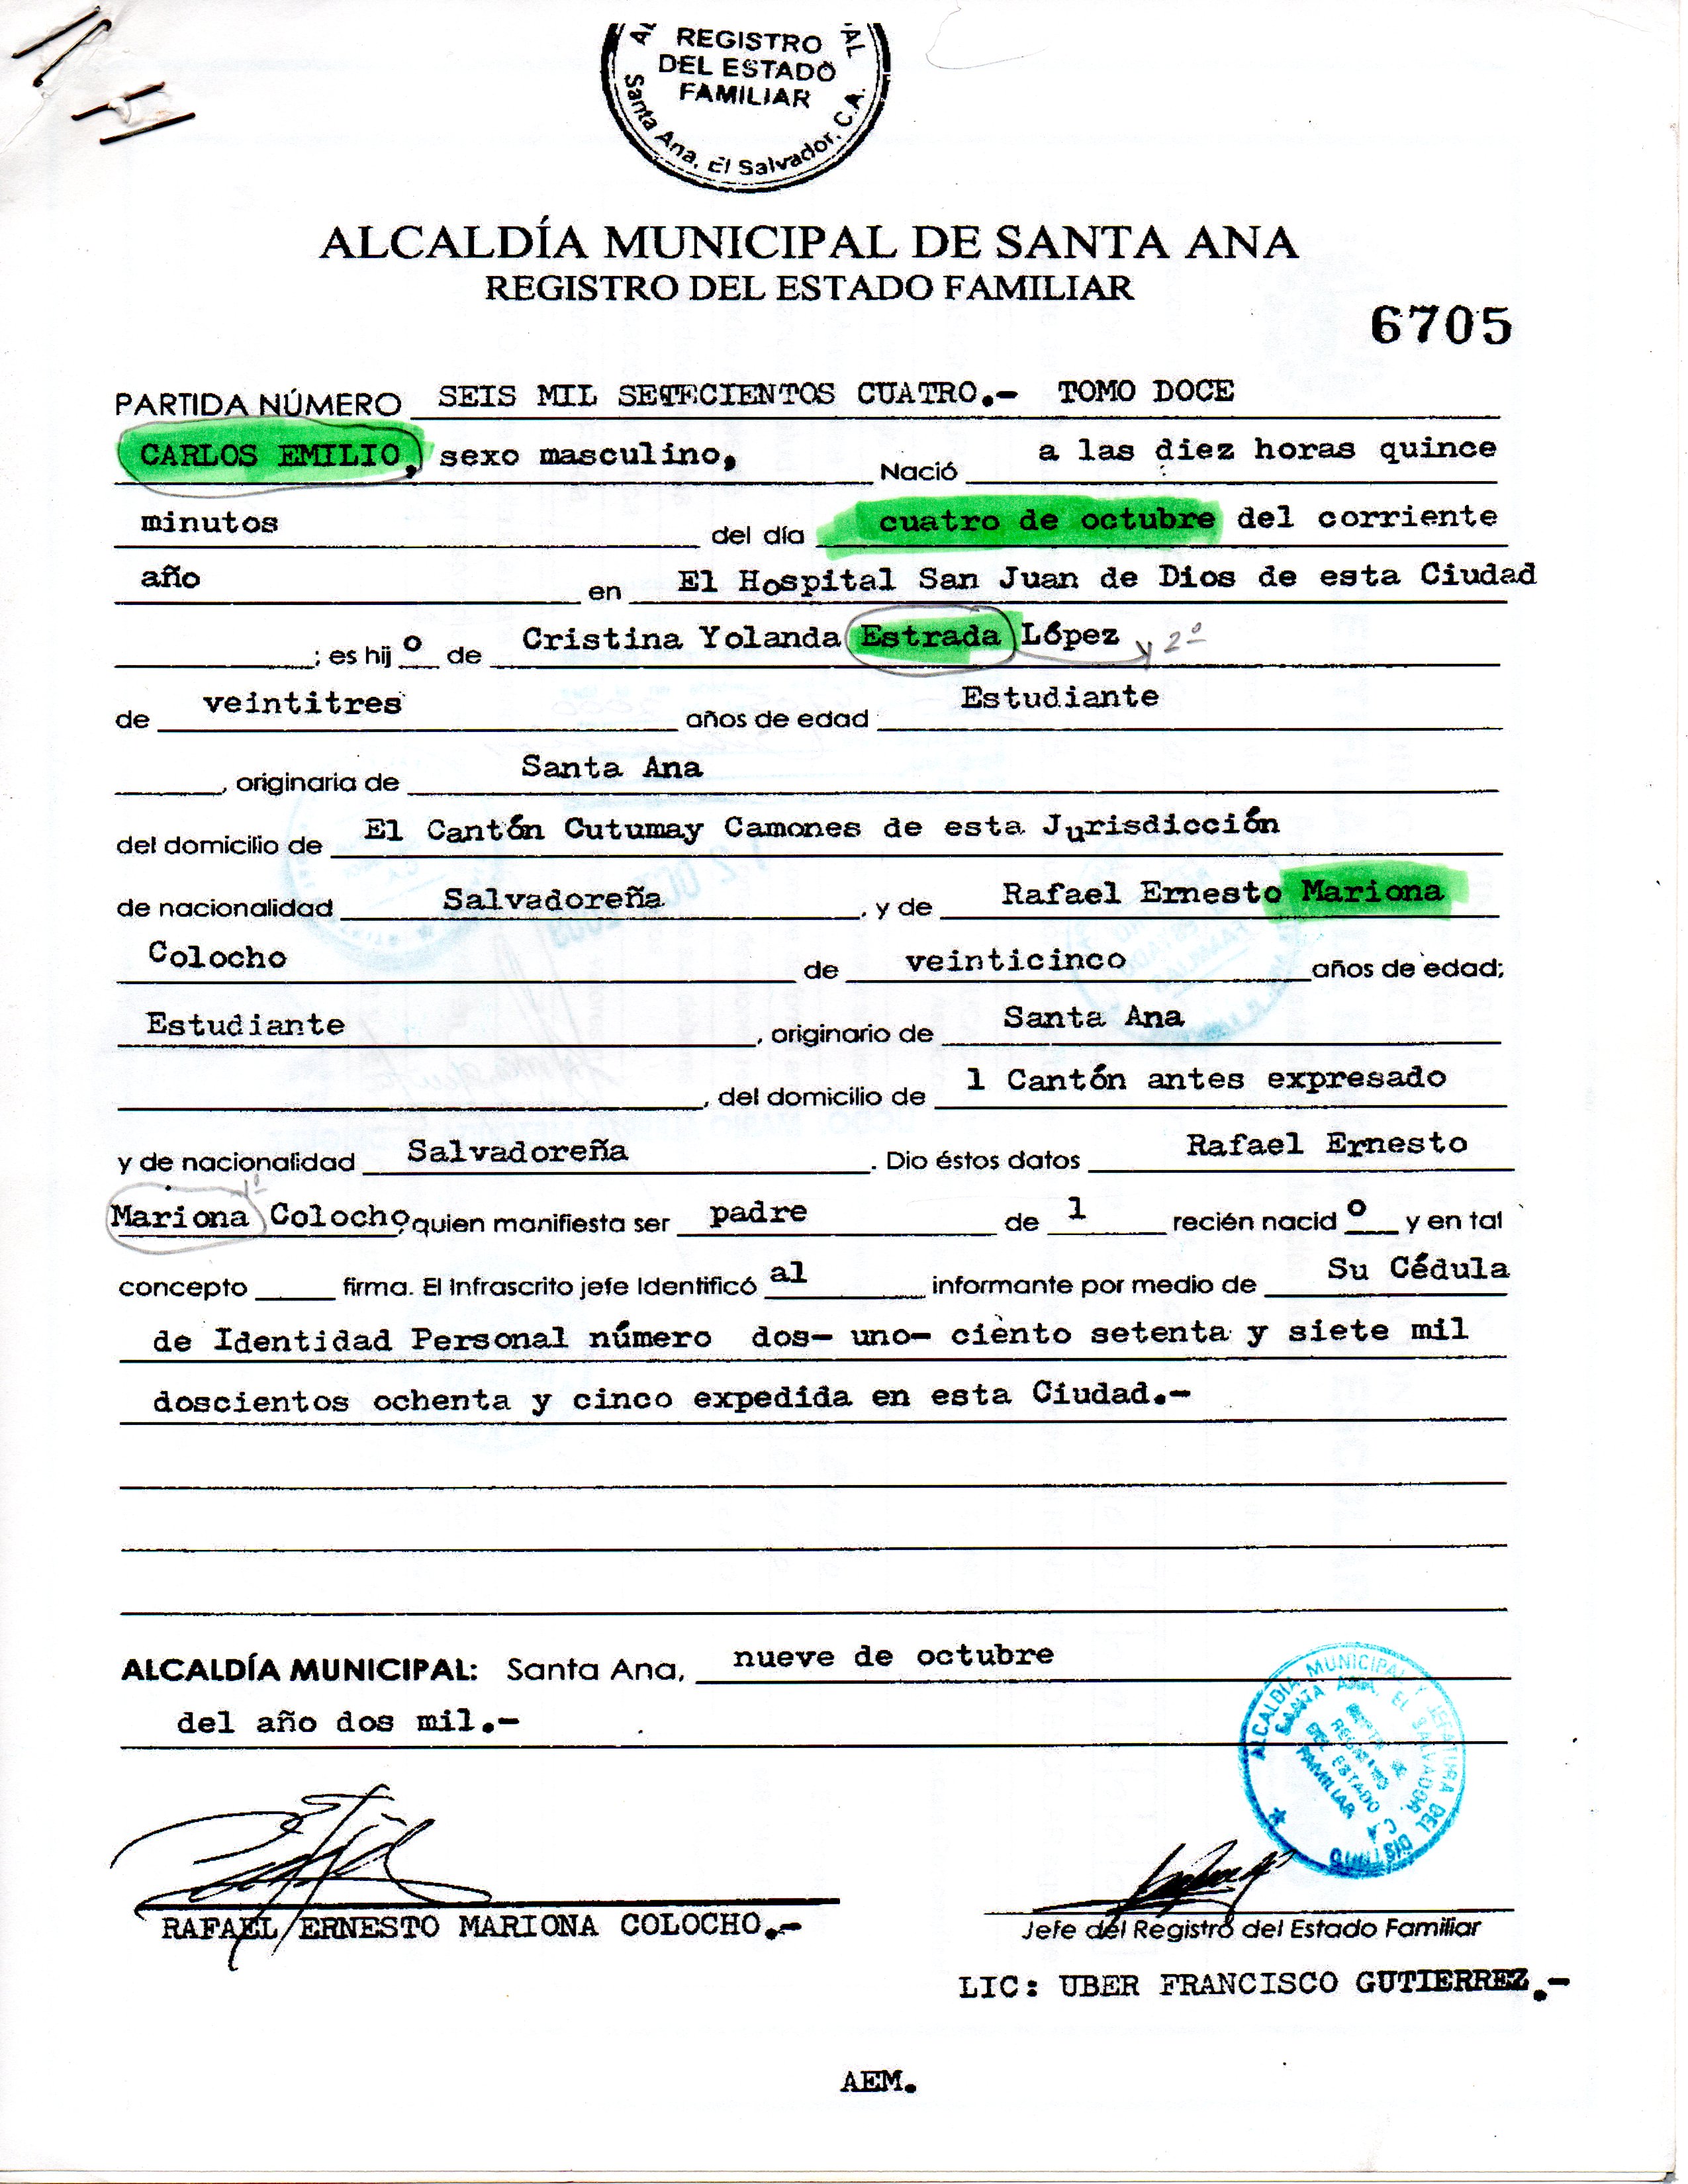 REGISTRO
DEL ESTADO
FAMILIAR
Santa Ana, El Salvador, C.A.
ALCALDÍA MUNICIPAL DE SANTA ANA
REGISTRO DEL ESTADO FAMILIAR
6705
PARTIDA NÚMERO SEIS MIL SETECIENTOS CUATRO.- TOMO DOCE
CARLOS EMILIO, sexo masculino, Nació a las diez horas quince
minutos del día cuatro de octubre del corriente
año en El Hospital San Juan de Dios de esta Ciudad
; es hij o de Cristina Yolanda Estrada López y 2º
de veintitres años de edad Estudiante
, originaria de Santa Ana
del domicilio de El Cantón Cutumay Camones de esta Jurisdicción
de nacionalidad Salvadoreña , y de Rafael Ernesto Mariona
Colocho de veinticinco años de edad;
Estudiante , originario de Santa Ana
, del domicilio de l Cantón antes expresado
y de nacionalidad Salvadoreña . Dio éstos datos Rafael Ernesto
1º
Mariona Colocho, quien manifiesta ser padre de l recién nacid o y en tal
concepto firma. El Infrascrito jefe Identificó al informante por medio de Su Cédula
de Identidad Personal número dos- uno- ciento setenta y siete mil
doscientos ochenta y cinco expedida en esta Ciudad.-
ALCALDÍA MUNICIPAL: Santa Ana, nueve de octubre
del año dos mil.-
ALCALDIA MUNICIPAL Y JEFATURA DEL DISTRITO
SANTA ANA, EL SALVADOR, C.A.
REGISTRO
DEL ESTADO
FAMILIAR
RAFAEL ERNESTO MARIONA COLOCHO.-
Jefe del Registro del Estado Familiar
LIC: UBER FRANCISCO GUTIERREZ.-
AEM.